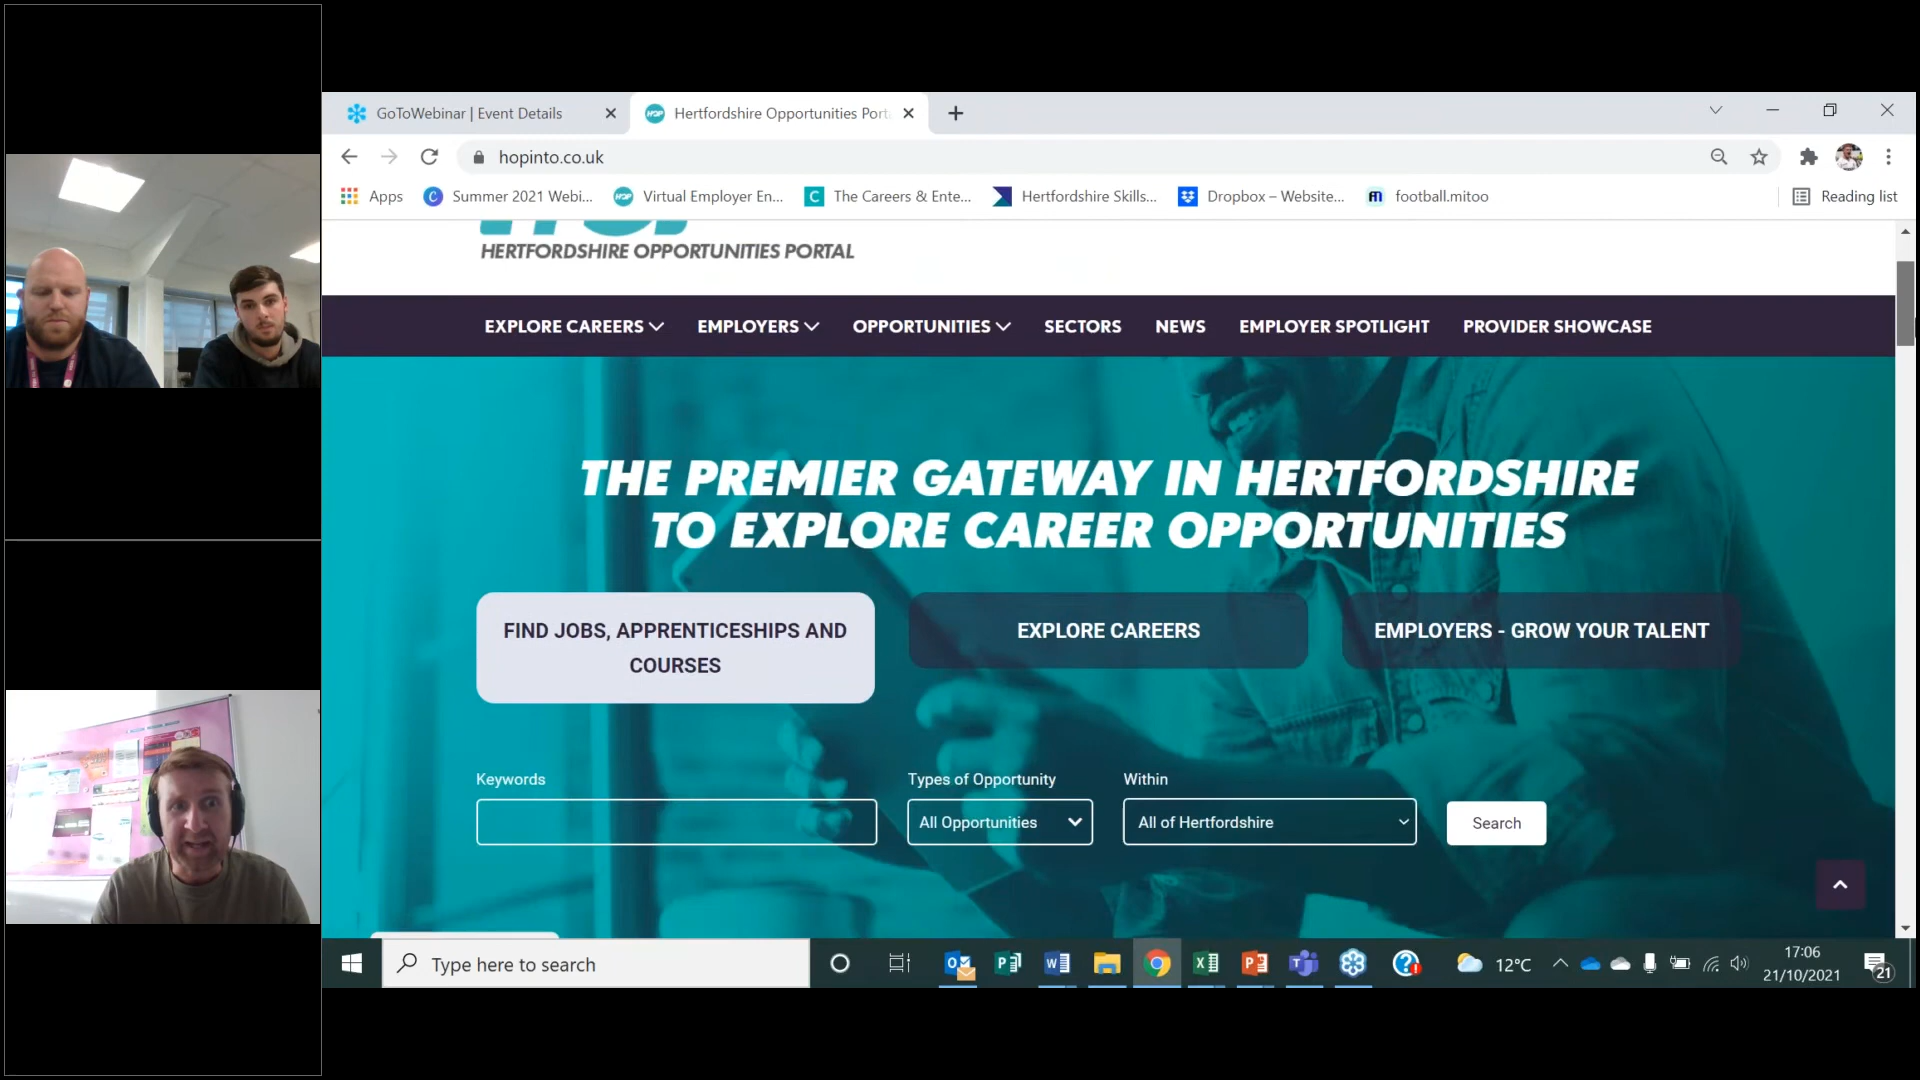 GoToWebinar | Event Details
Hertfordshire Opportunities Port
hopinto.co.uk
Apps
Summer 2021 Webi...
Virtual Employer En...
The Careers & Ente...
Hertfordshire Skills...
Dropbox – Website...
football.mitoo
Reading list
HERTFORDSHIRE OPPORTUNITIES PORTAL
EXPLORE CAREERS
EMPLOYERS
OPPORTUNITIES
SECTORS
NEWS
EMPLOYER SPOTLIGHT
PROVIDER SHOWCASE
THE PREMIER GATEWAY IN HERTFORDSHIRE
TO EXPLORE CAREER OPPORTUNITIES
FIND JOBS, APPRENTICESHIPS AND
COURSES
EXPLORE CAREERS
EMPLOYERS - GROW YOUR TALENT
Keywords
Types of Opportunity
Within
All Opportunities
All of Hertfordshire
Search
Type here to search
12°C
17:06
21/10/2021
21